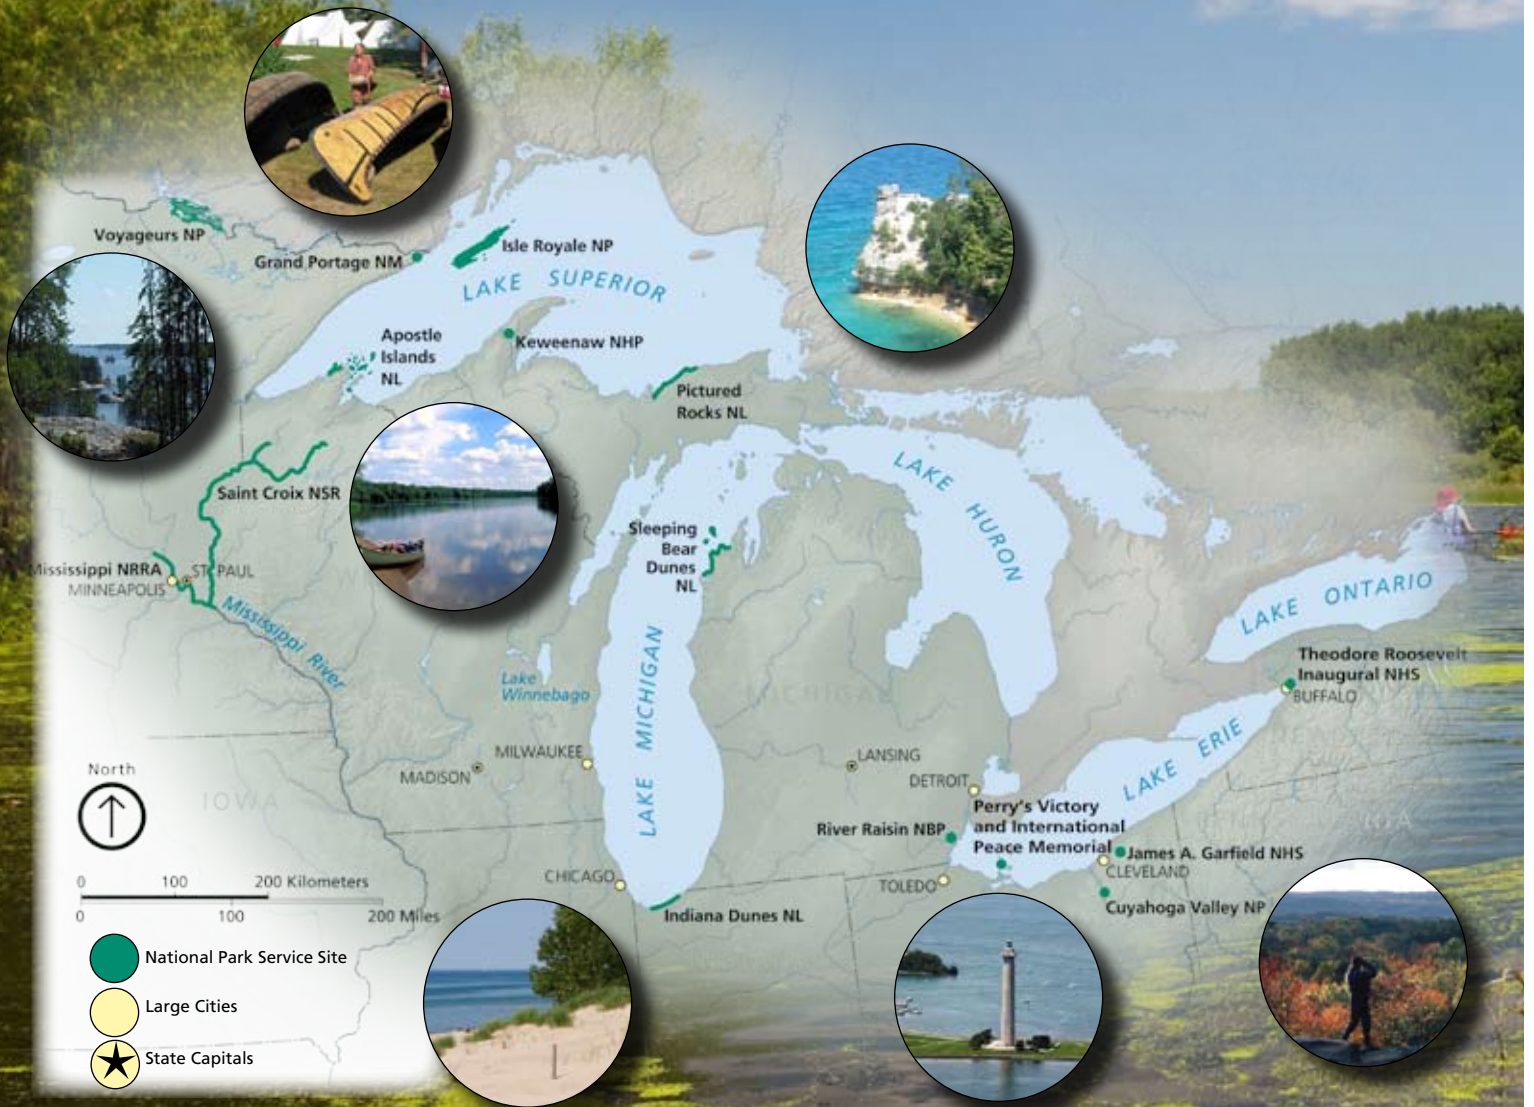 Voyageurs NP
Grand Portage NM
Isle Royale NP
LAKE SUPERIOR
Apostle
Islands
NL
Keweenaw NHP
Pictured
Rocks NL
Saint Croix NSR
LAKE HURON
Sleeping
Bear
Dunes
NL
Mississippi NRRA
ST. PAUL
MINNEAPOLIS
Mississippi River
LAKE ONTARIO
Theodore Roosevelt
Inaugural NHS
BUFFALO
Lake
Winnebago
LAKE MICHIGAN
MICHIGAN
MILWAUKEE
MADISON
LANSING
DETROIT
LAKE ERIE
Perry's Victory
and International
Peace Memorial
River Raisin NBP
James A. Garfield NHS
CLEVELAND
TOLEDO
Cuyahoga Valley NP
CHICAGO
Indiana Dunes NL
IOWA
North
0 100 200 Kilometers
0 100 200 Miles
National Park Service Site
Large Cities
State Capitals